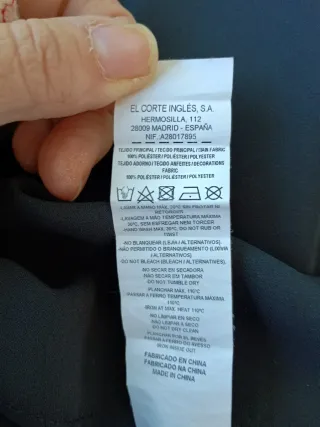 EL CORTE INGLÉS, S.A.
HERMOSILLA, 112
28009 MADRID - ESPAÑA
NIF. A28017895
TEJIDO PRINCIPAL / TECIDO PRINCIPAL / MAIN FABRIC
100% POLIÉSTER / POLIÉSTER / POLYESTER
TEJIDO ADORNO / TECIDO ENFEITES / DECORATIONS
FABRIC
100% POLIÉSTER / POLIÉSTER / POLYESTER
LAVAR A MANO MAX. 30ºC SIN FROTAR NI
RETORCER
LAVAGEM A MÃO TEMPERATURA MÁXIMA
30ºC, SEM ESFREGAR NEM TORCER
HAND WASH MAX. 30ºC, DO NOT RUB OR
TWIST
NO BLANQUEAR (LEJIA / ALTERNATIVOS)
NÃO PERMITIDO O BRANQUEAMENTO (LIXIVIA
/ ALTERNATIVOS)
DO NOT BLEACH (BLEACH / ALTERNATIVES)
NO SECAR EN SECADORA
NÃO SECAR EM TAMBOR
DO NOT TUMBLE DRY
PLANCHAR MAX. 110ºC
PASSAR A FERRO TEMPERATURA MÁXIMA
110ºC
IRON AT MAX. HEAT 110ºC
NO LIMPIAR EN SECO
NÃO LIMPAR A SECO
DO NOT DRY CLEAN
PLANCHAR POR EL REVÉS
PASSAR A FERRO DO AVESSO
IRON INSIDE OUT
FABRICADO EN CHINA
FABRICADO NA CHINA
MADE IN CHINA